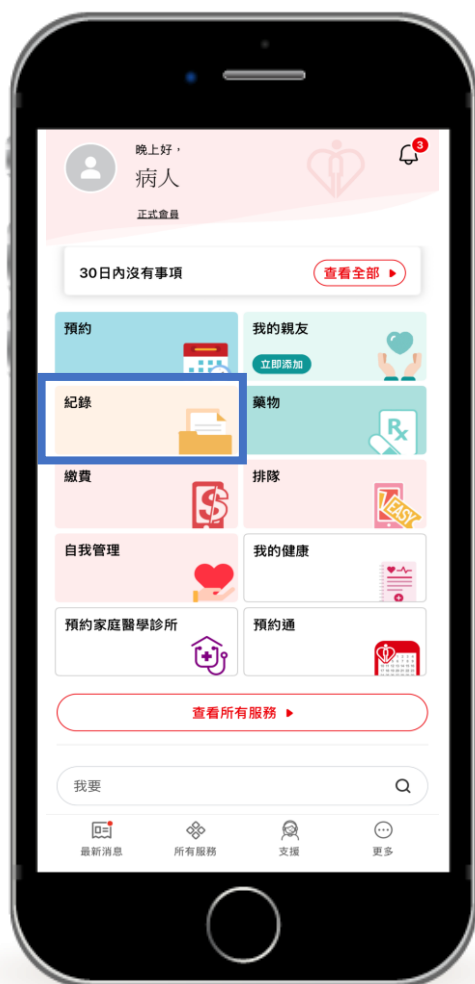 晚上好，
病人
正式會員
3
30日內沒有事項
查看全部
預約
我的親友
立即添加
紀錄
藥物
Rx
繳費
$
排隊
EASY
自我管理
我的健康
預約家庭醫學診所
預約通
查看所有服務
我要
最新消息
所有服務
支援
更多